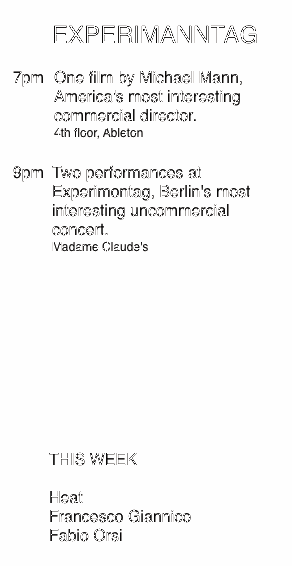 EXPERIMANNTAG
7pm One film by Michael Mann,
America's most interesting
commercial director.
4th floor, Ableton
9pm Two performances at
Experimontag, Berlin's most
interesting uncommercial
concert.
Madame Claude's
THIS WEEK
Heat
Francesco Giannico
Fabio Orsi